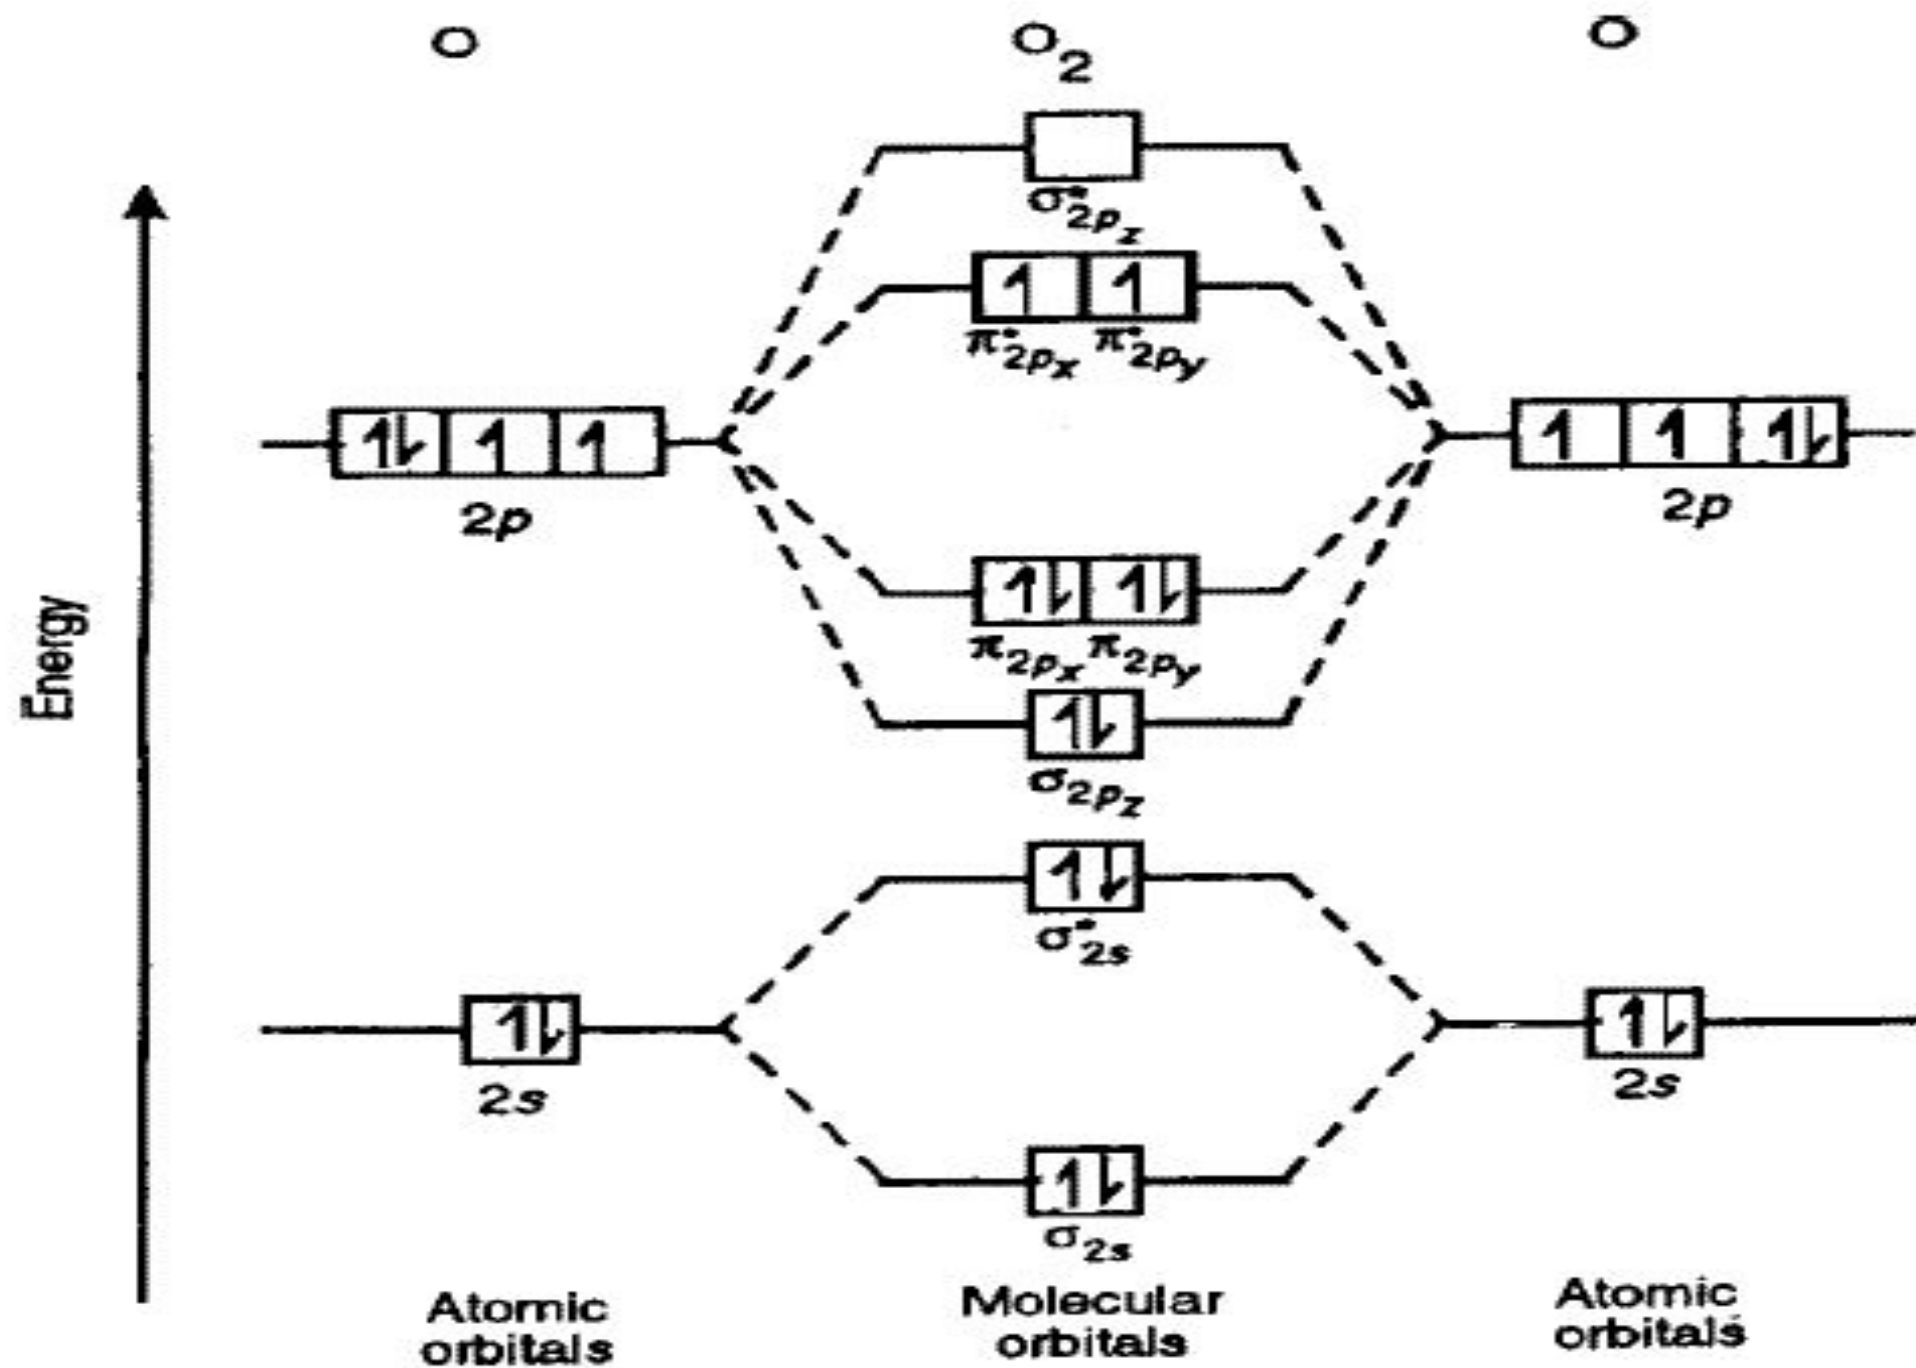 O O₂ O
σ*2pz
π*2px π*2py
2p 2p
π2px π2py
σ2pz
σ*2s
2s 2s
σ2s
Energy
Atomic orbitals
Molecular orbitals
Atomic orbitals